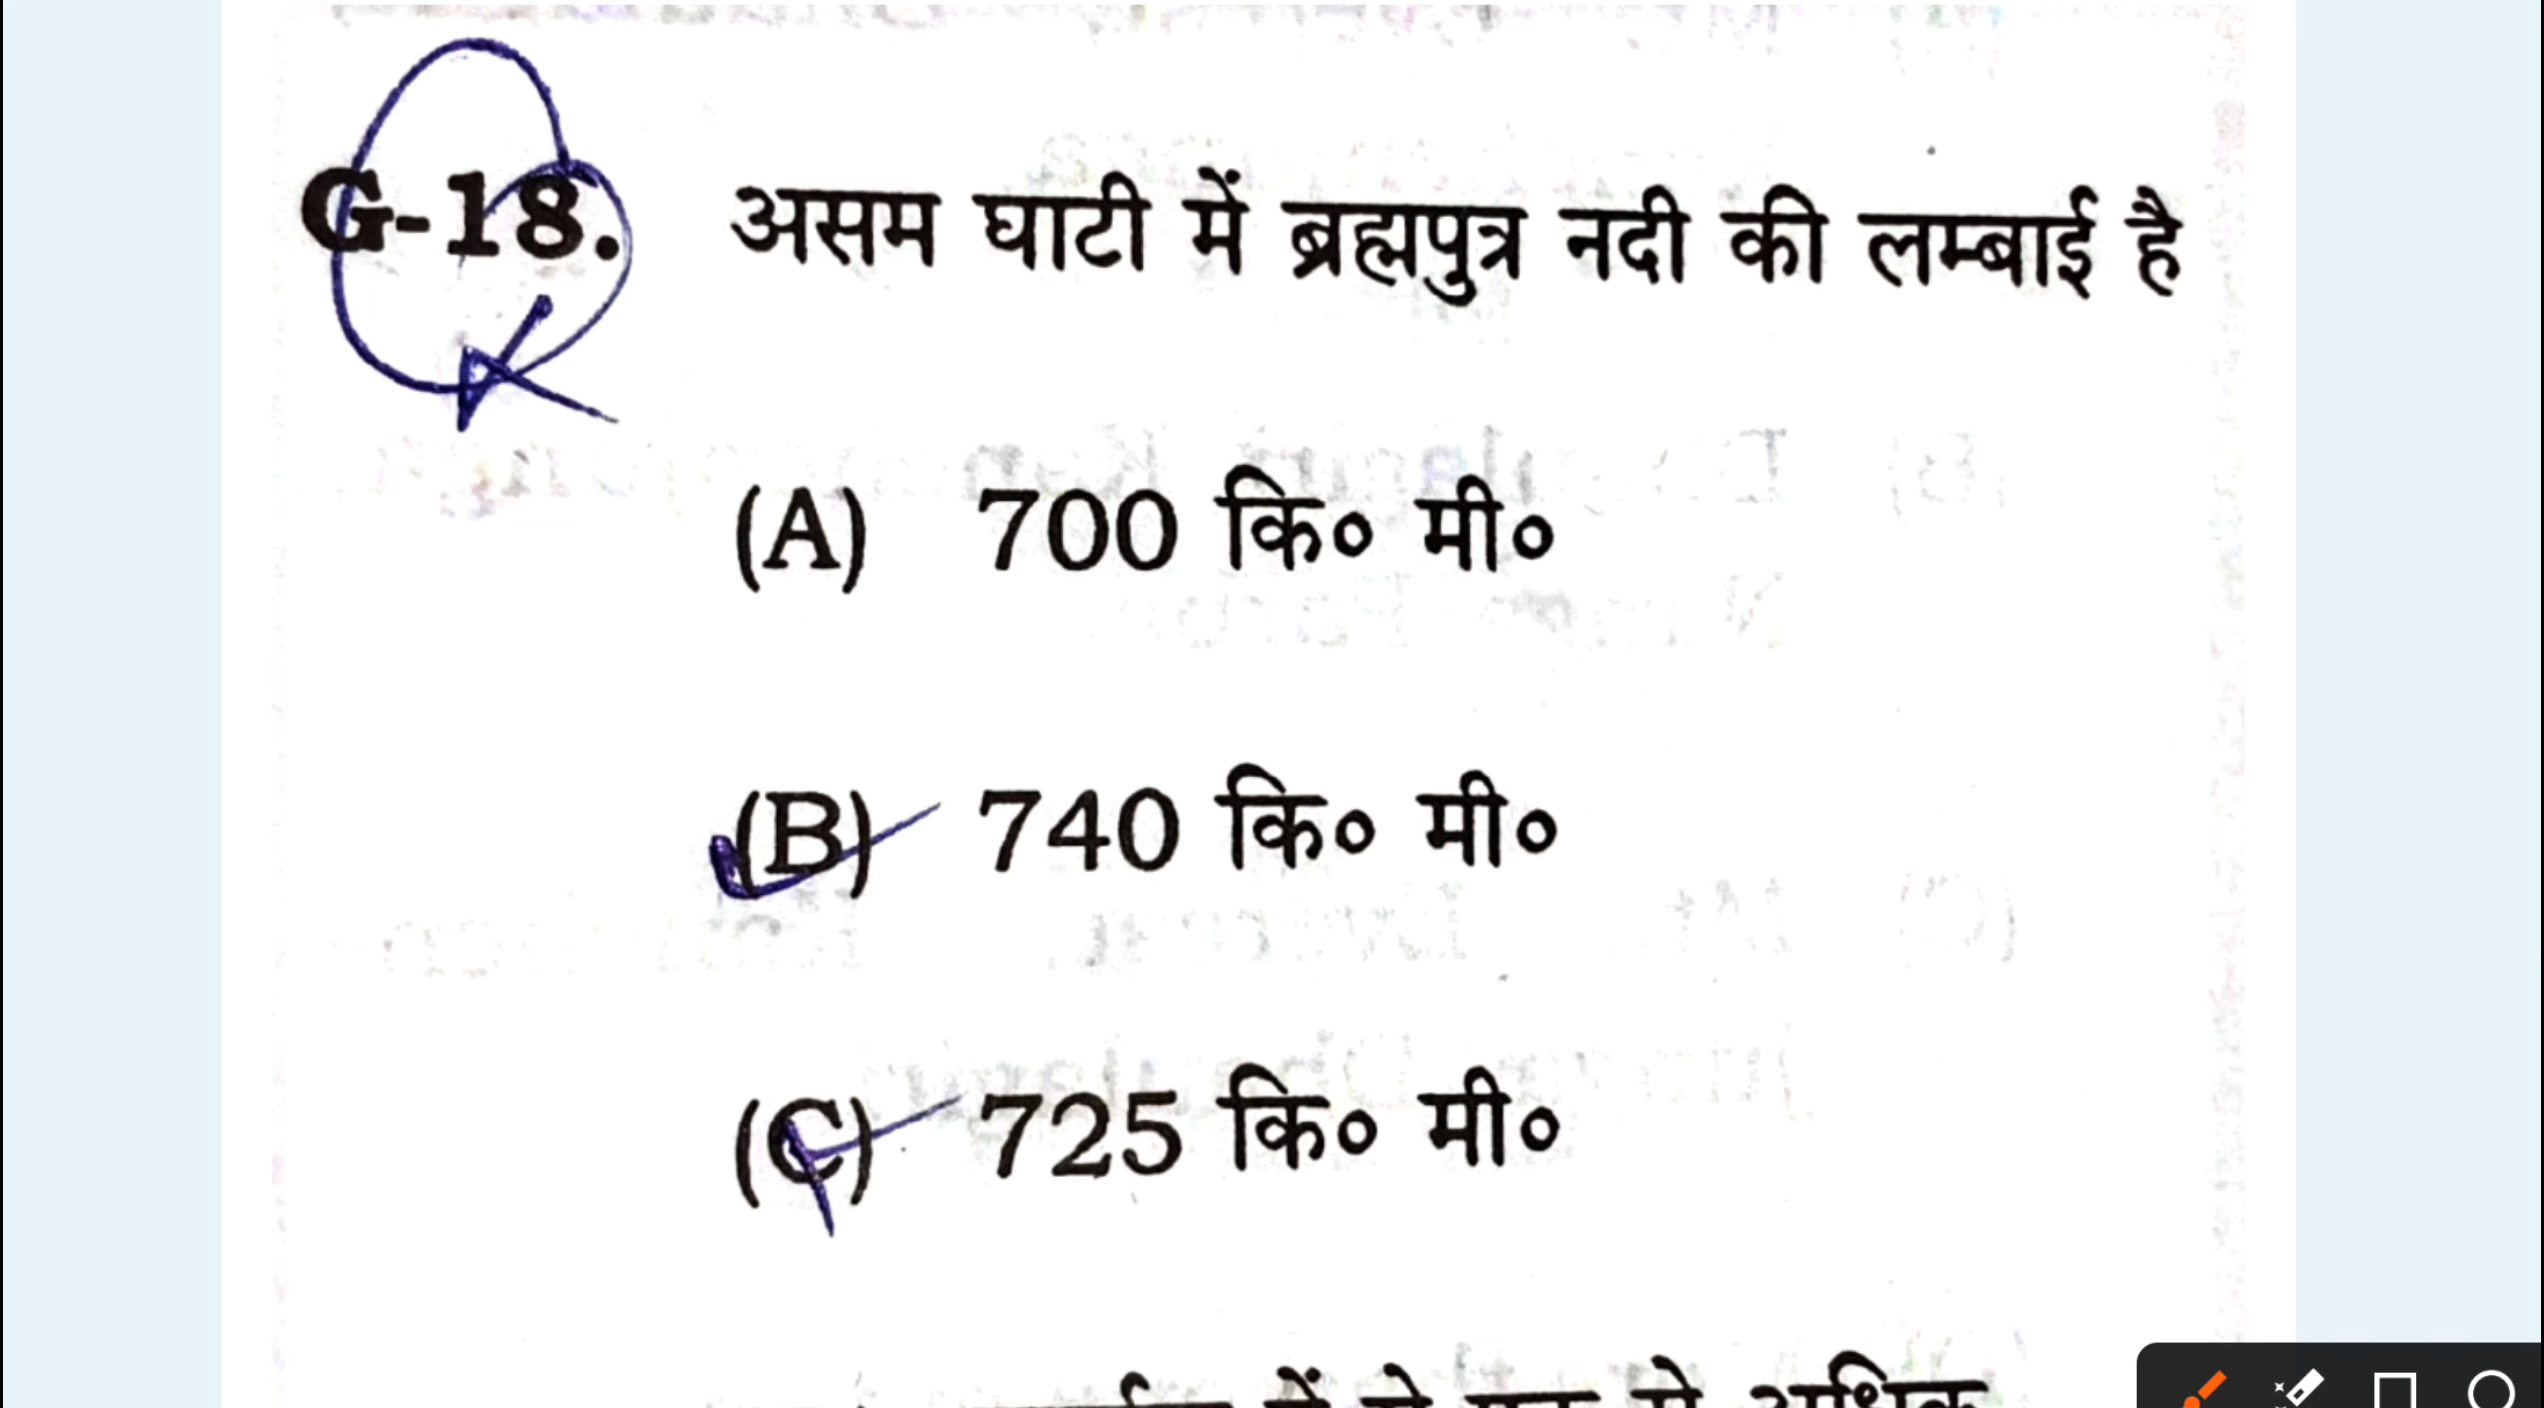 G-18. असम घाटी में ब्रह्मपुत्र नदी की लम्बाई है
(A) 700 कि० मी०
(B) 740 कि० मी०
(C) 725 कि० मी०